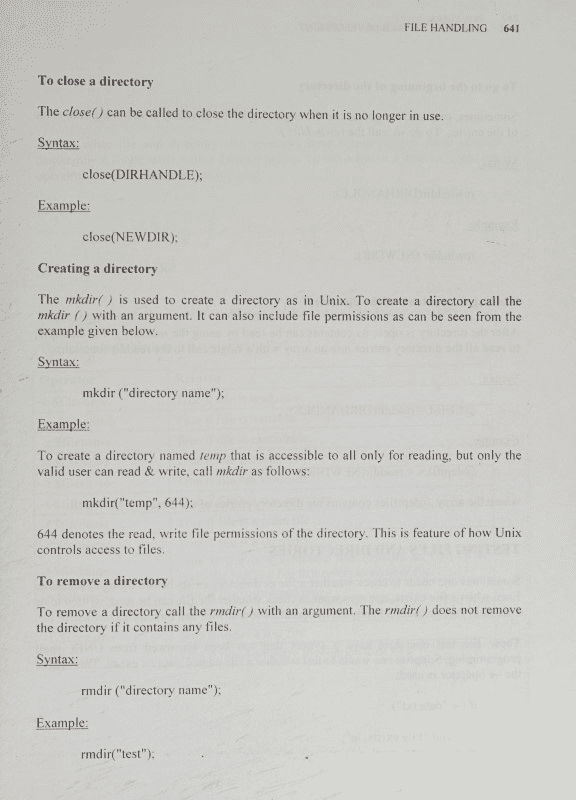 FILE HANDLING 641
To close a directory
The close( ) can be called to close the directory when it is no longer in use.
Syntax:
close(DIRHANDLE);
Example:
close(NEWDIR);
Creating a directory
The mkdir( ) is used to create a directory as in Unix. To create a directory call the
mkdir ( ) with an argument. It can also include file permissions as can be seen from the
example given below.
Syntax:
mkdir ("directory name");
Example:
To create a directory named temp that is accessible to all only for reading, but only the
valid user can read & write, call mkdir as follows:
mkdir("temp", 644);
644 denotes the read, write file permissions of the directory. This is feature of how Unix
controls access to files.
To remove a directory
To remove a directory call the rmdir( ) with an argument. The rmdir( ) does not remove
the directory if it contains any files.
Syntax:
rmdir ("directory name");
Example:
rmdir("test");